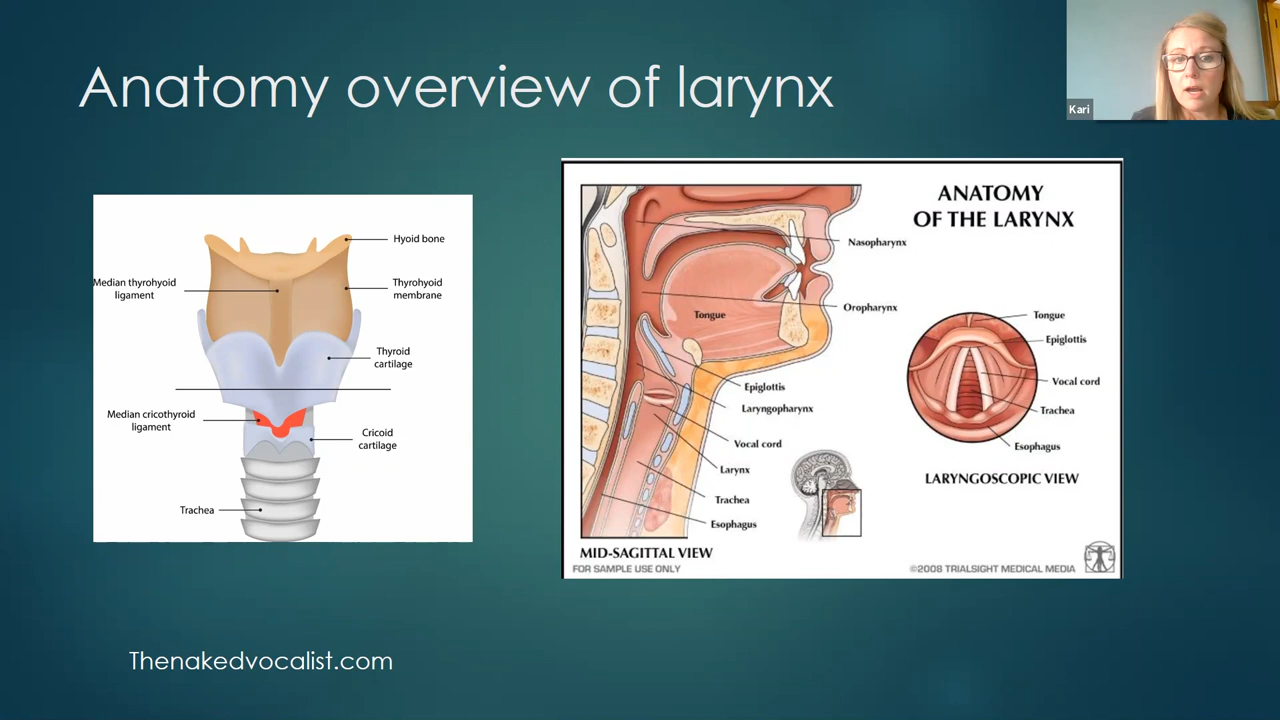 Anatomy overview of larynx
Kari
Hyoid bone
Median thyrohyoid
ligament
Thyrohyoid
membrane
Thyroid
cartilage
Median cricothyroid
ligament
Cricoid
cartilage
Trachea
ANATOMY
OF THE LARYNX
Nasopharynx
Oropharynx
Tongue
Epiglottis
Laryngopharynx
Vocal cord
Larynx
Trachea
Esophagus
MID-SAGITTAL VIEW
FOR SAMPLE USE ONLY
Tongue
Epiglottis
Vocal cord
Trachea
Esophagus
LARYNGOSCOPIC VIEW
©2008 TRIALSIGHT MEDICAL MEDIA
Thenakedvocalist.com